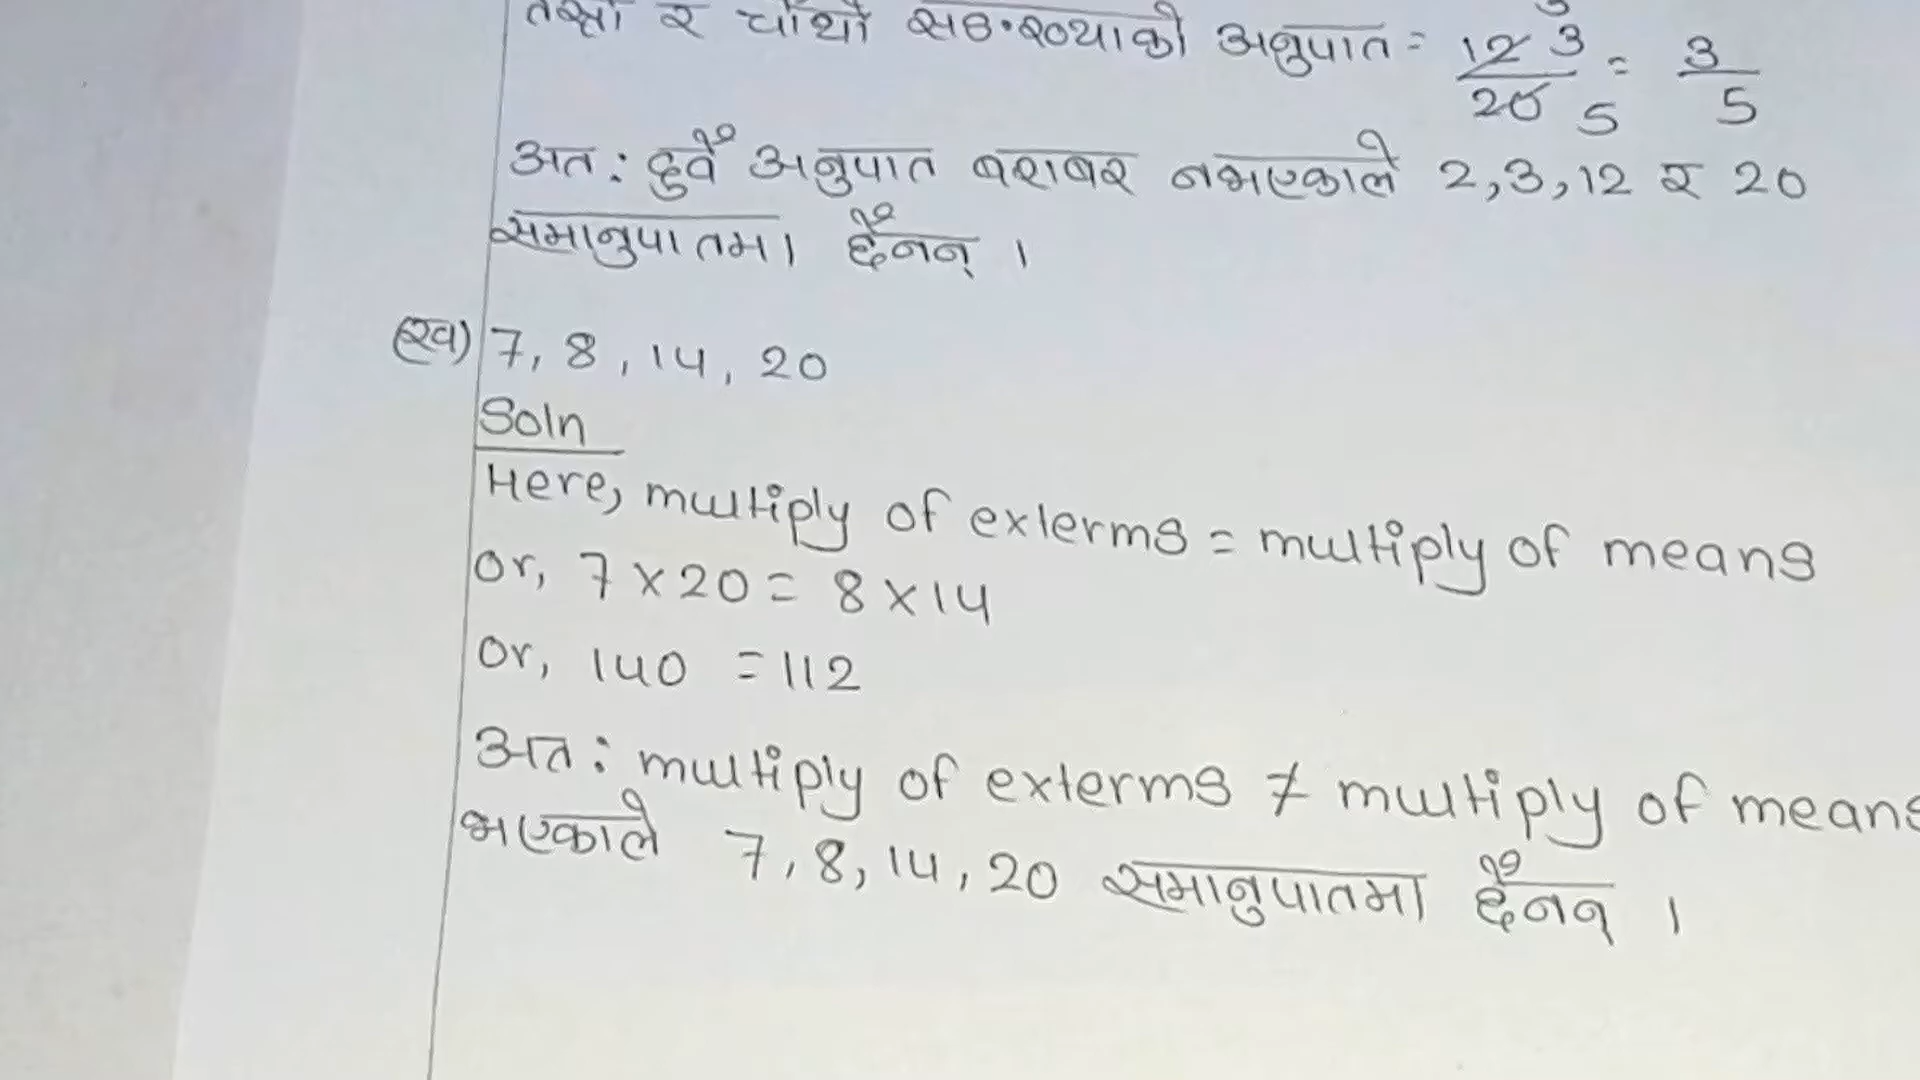 तेस्रो र चौथो सङ्ख्याको अनुपात = 12 3 / 20 5 = 3 / 5
अतः दुवै अनुपात बराबर नभएकाले 2,3,12 र 20
समानुपातमा छैनन् ।
(ख) 7, 8, 14, 20
Soln
Here, multiply of exterms = multiply of means
or, 7 × 20 = 8 × 14
or, 140 = 112
अतः multiply of exterms ≠ multiply of means
भएकाले 7, 8, 14, 20 समानुपातमा छैनन् ।